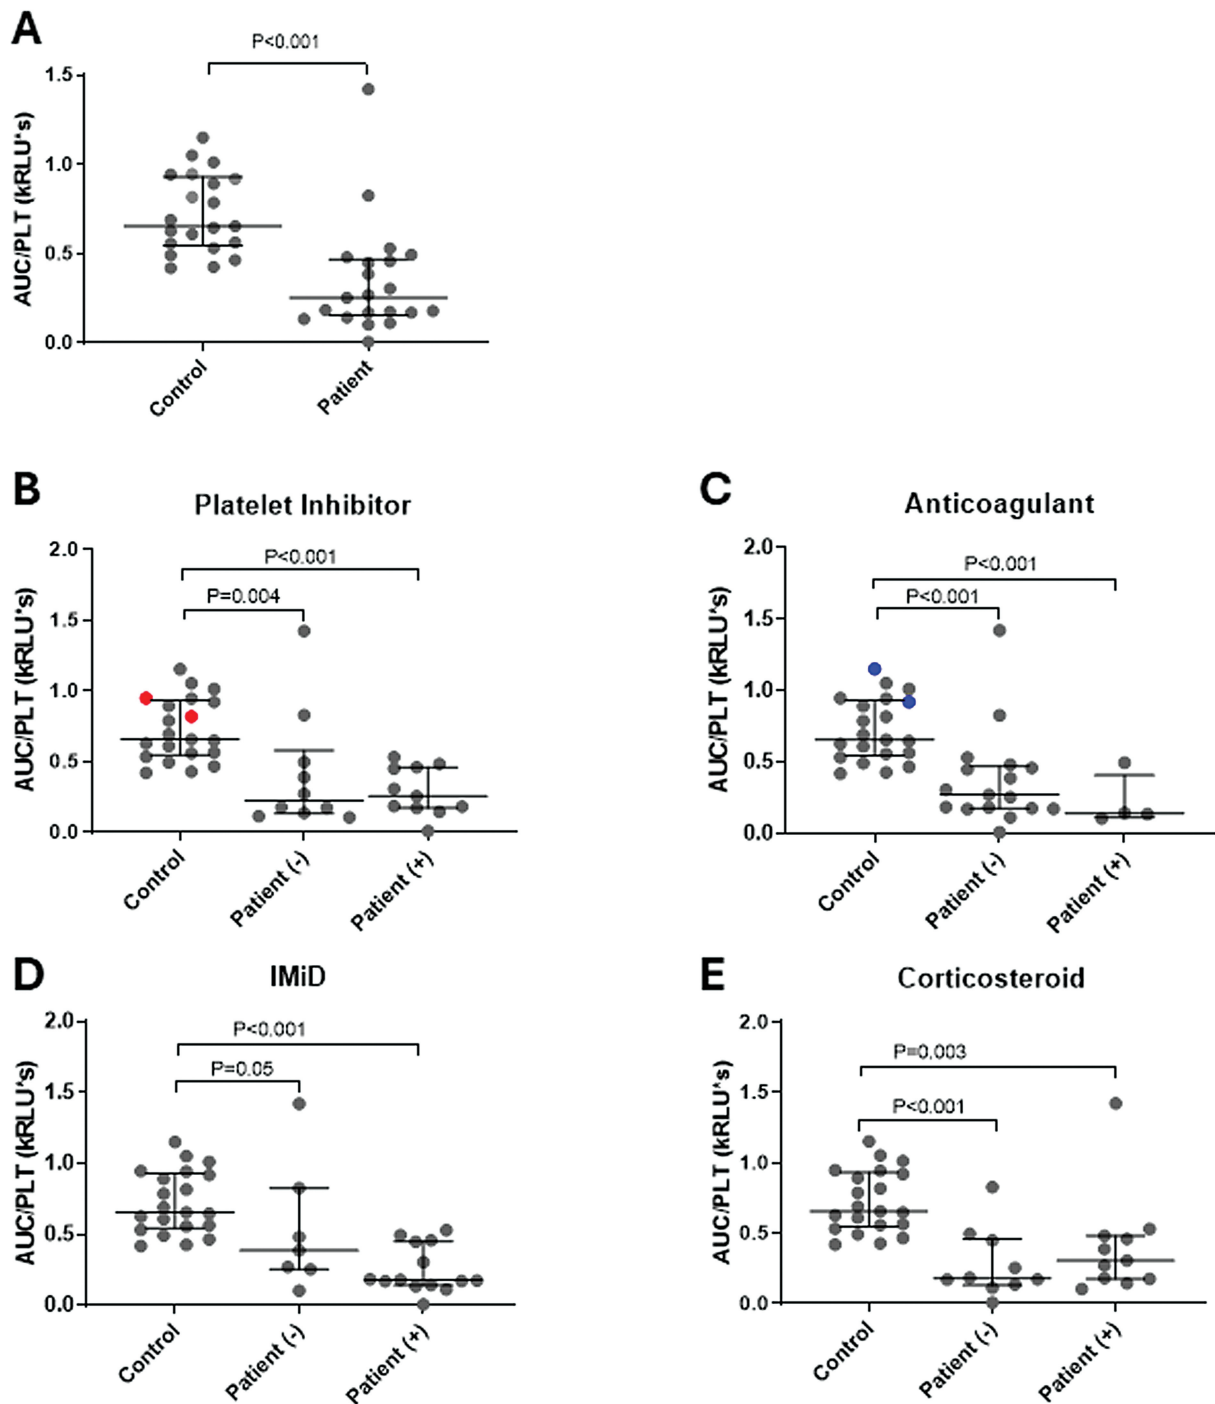 A
P<0.001
AUC/PLT (kRLU*s)
1.5
1.0
0.5
0.0
Control
Patient
B
Platelet Inhibitor
P<0.001
P=0.004
AUC/PLT (kRLU*s)
2.0
1.5
1.0
0.5
0.0
Control
Patient (-)
Patient (+)
C
Anticoagulant
P<0.001
P<0.001
AUC/PLT (kRLU*s)
2.0
1.5
1.0
0.5
0.0
Control
Patient (-)
Patient (+)
D
IMiD
P<0.001
P=0.05
AUC/PLT (kRLU*s)
2.0
1.5
1.0
0.5
0.0
Control
Patient (-)
Patient (+)
E
Corticosteroid
P=0.003
P<0.001
AUC/PLT (kRLU*s)
2.0
1.5
1.0
0.5
0.0
Control
Patient (-)
Patient (+)